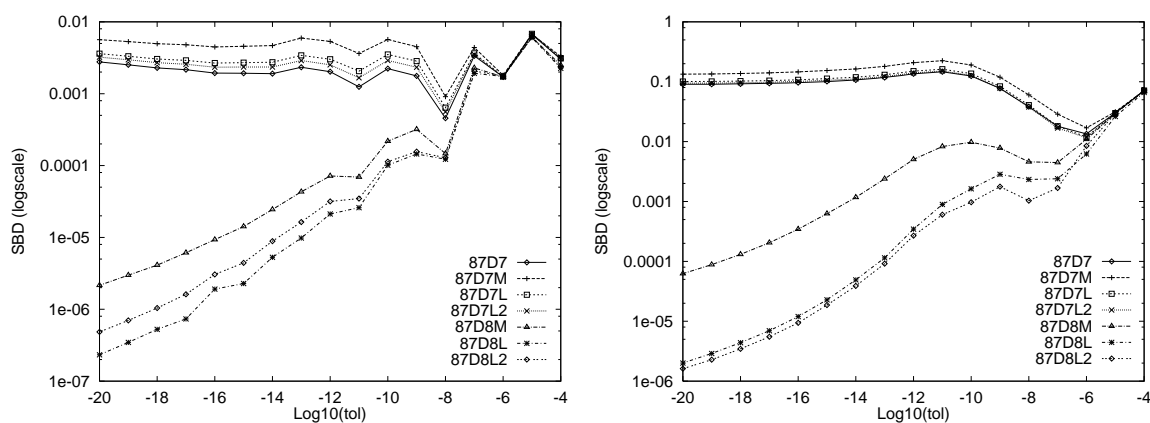 0.01
0.001
0.0001
1e-05
1e-06
1e-07
SBD (logscale)
-20 -18 -16 -14 -12 -10 -8 -6 -4
Log10(tol)
87D7
87D7M
87D7L
87D7L2
87D8M
87D8L
87D8L2
1
0.1
0.01
0.001
0.0001
1e-05
1e-06
SBD (logscale)
-20 -18 -16 -14 -12 -10 -8 -6 -4
Log10(tol)
87D7
87D7M
87D7L
87D7L2
87D8M
87D8L
87D8L2